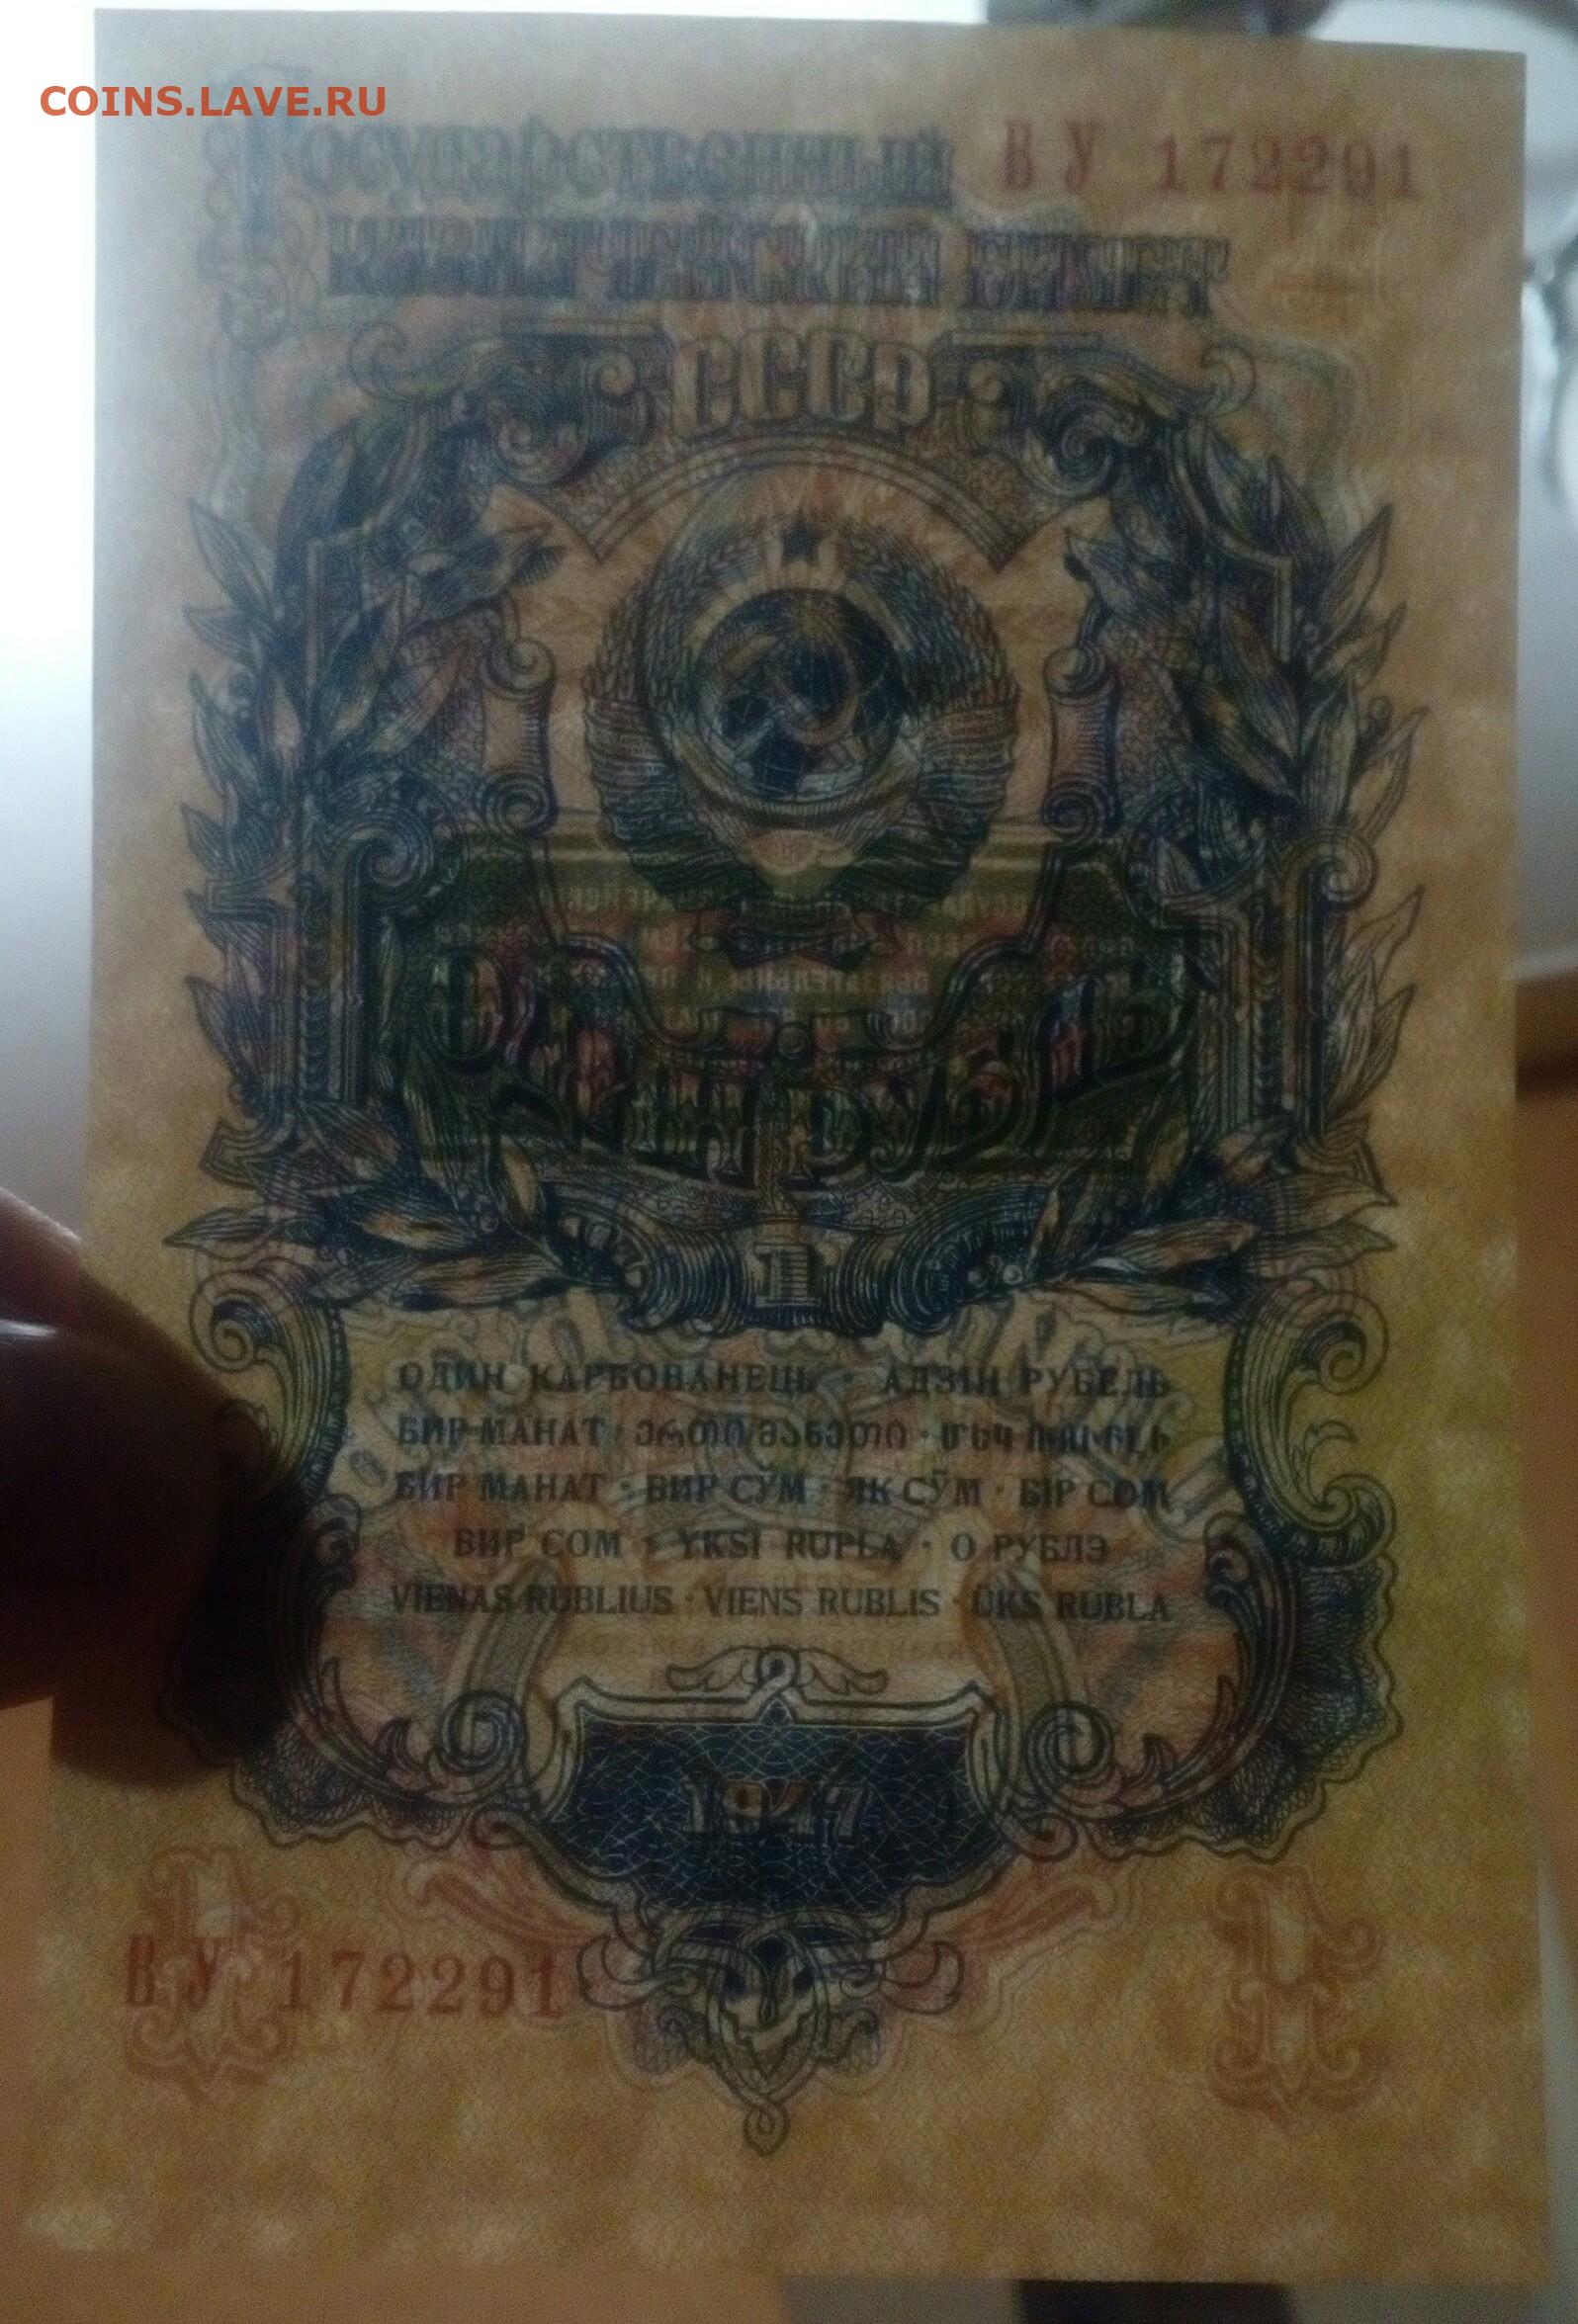 COINS.LAVE.RU
Государственный ВУ 172291
казначейский билет
СССР
Один рубль
1
ОДИН КАРБОВАНЕЦЬ · АДЗІН РУБЕЛЬ
БИР МАНАТ · ერთი მანეთი · ՄԵԿ ՌՈՒԲԼԻ
БИР МАНАТ · БИР СЎМ · ЯК СӮМ · БІР СОМ
БИР СОМ · YKSI RUPLA · О РУБЛЭ
VIENAS RUBLIUS · VIENS RUBLIS · ÜKS RUBLA
1947
ВУ 172291